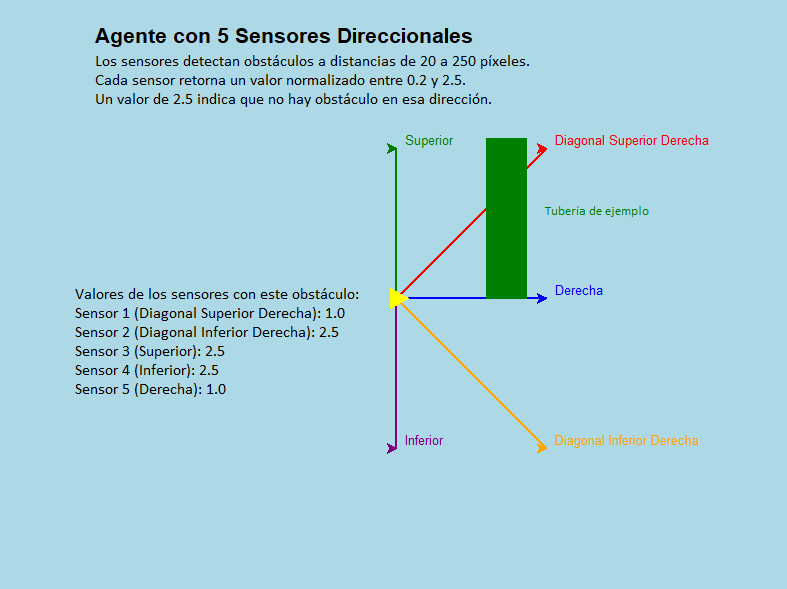 Agente con 5 Sensores Direccionales
Los sensores detectan obstáculos a distancias de 20 a 250 píxeles.
Cada sensor retorna un valor normalizado entre 0.2 y 2.5.
Un valor de 2.5 indica que no hay obstáculo en esa dirección.
Superior
Diagonal Superior Derecha
Tubería de ejemplo
Derecha
Valores de los sensores con este obstáculo:
Sensor 1 (Diagonal Superior Derecha): 1.0
Sensor 2 (Diagonal Inferior Derecha): 2.5
Sensor 3 (Superior): 2.5
Sensor 4 (Inferior): 2.5
Sensor 5 (Derecha): 1.0
Inferior
Diagonal Inferior Derecha